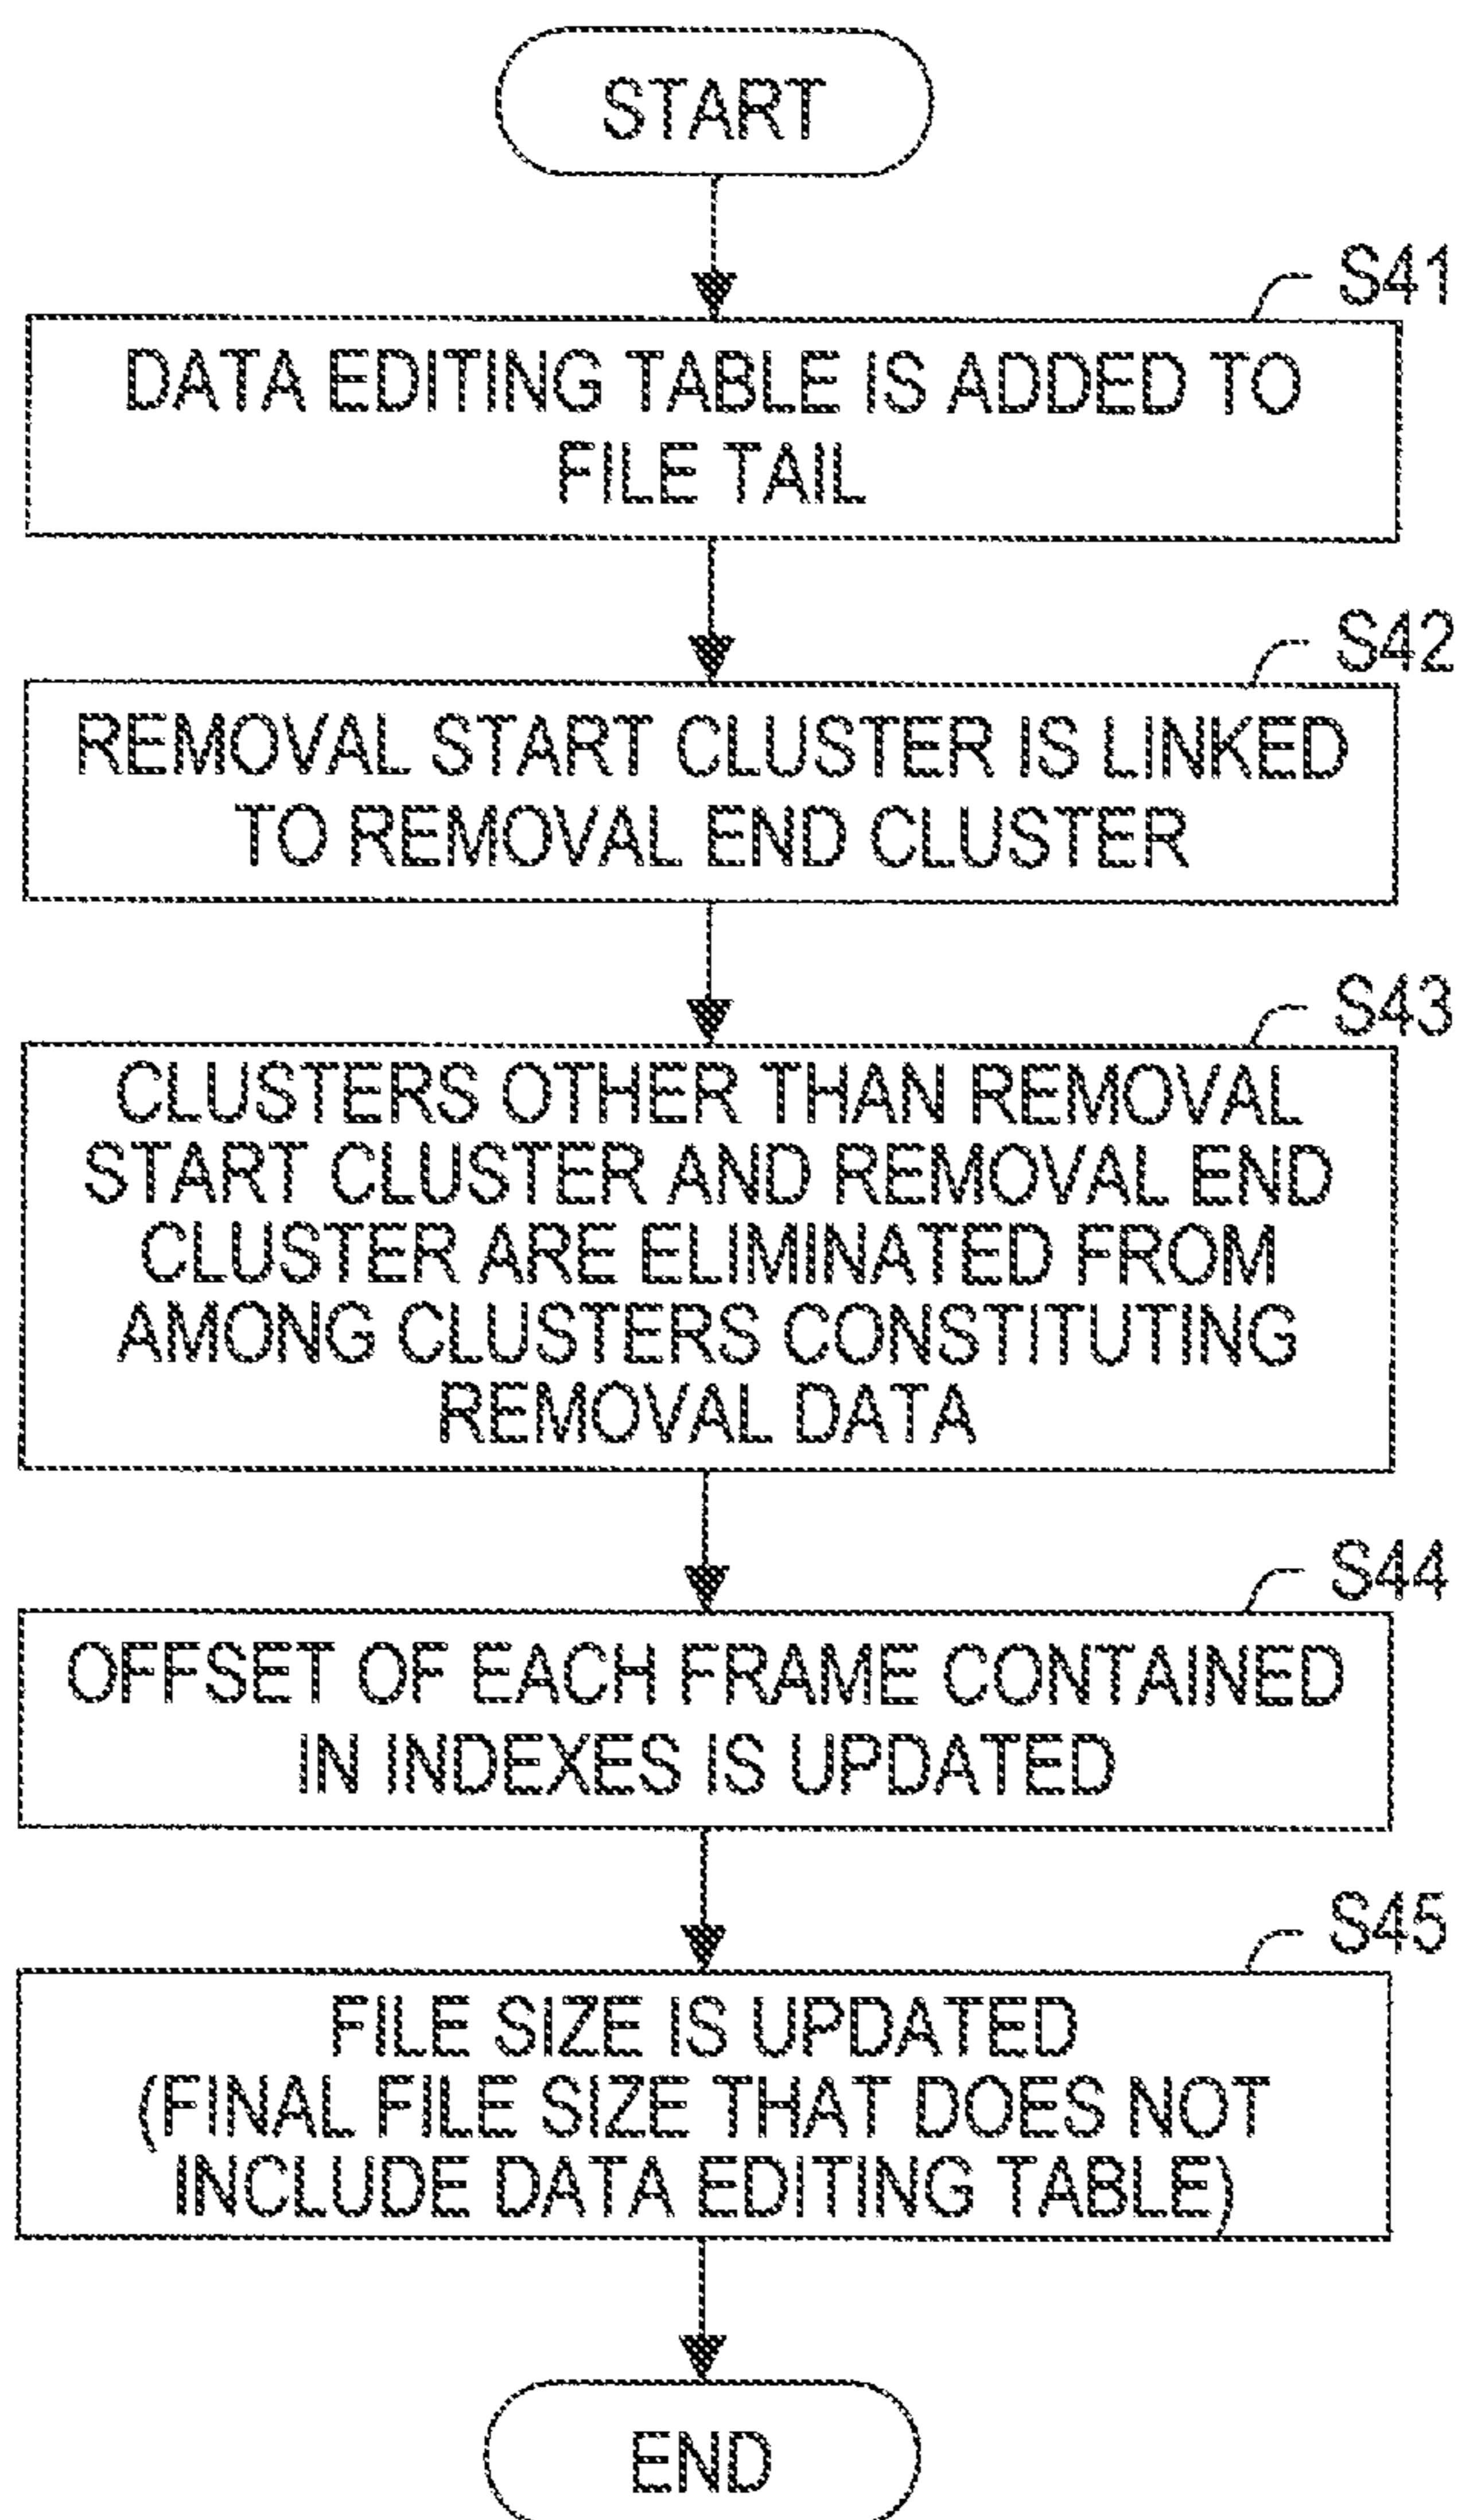 START
S41
DATA EDITING TABLE IS ADDED TO
FILE TAIL
S42
REMOVAL START CLUSTER IS LINKED
TO REMOVAL END CLUSTER
S43
CLUSTERS OTHER THAN REMOVAL
START CLUSTER AND REMOVAL END
CLUSTER ARE ELIMINATED FROM
AMONG CLUSTERS CONSTITUTING
REMOVAL DATA
S44
OFFSET OF EACH FRAME CONTAINED
IN INDEXES IS UPDATED
S45
FILE SIZE IS UPDATED
(FINAL FILE SIZE THAT DOES NOT
INCLUDE DATA EDITING TABLE)
END